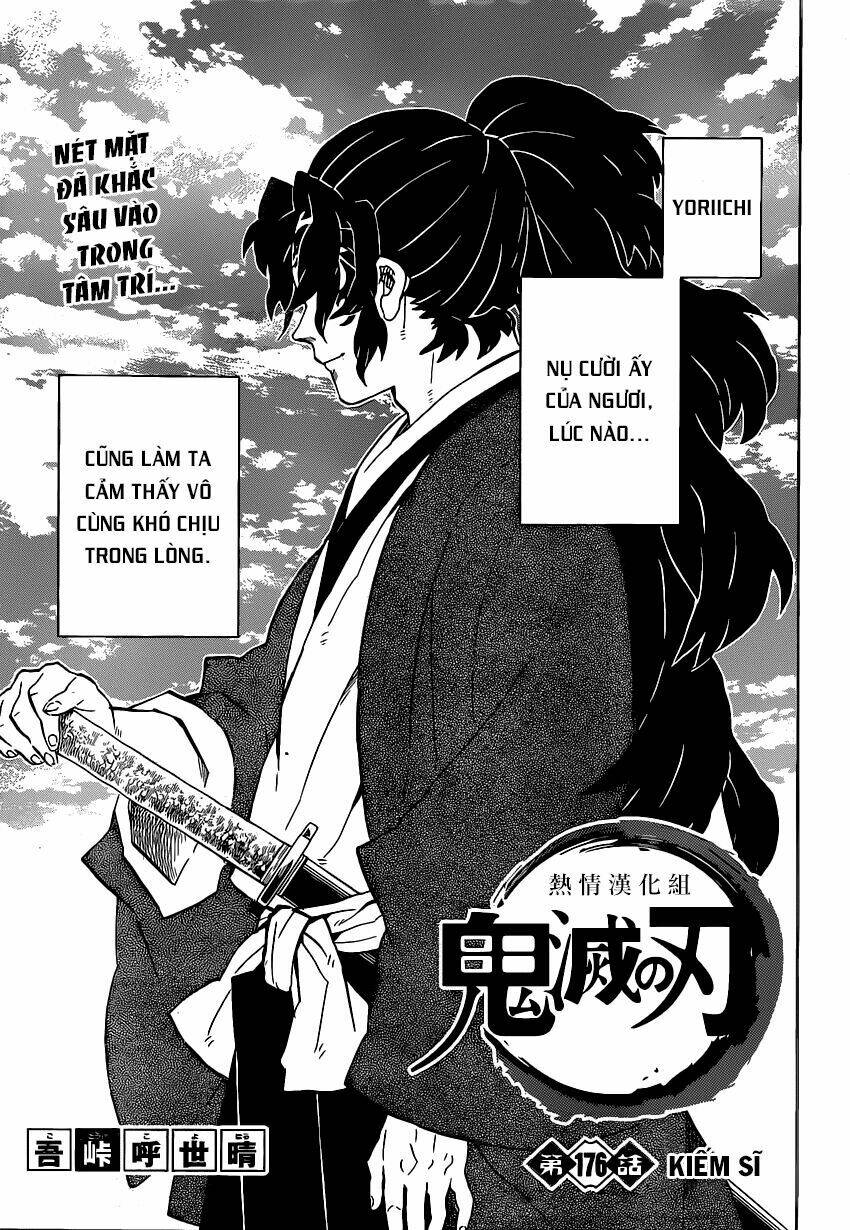 YORIICHI
NỤ CƯỜI ẤY
CỦA NGƯƠI,
LÚC NÀO...
NÉT MẶT
ĐÃ KHẮC
SÂU VÀO
TRONG
TÂM TRÍ...
CŨNG LÀM TA
CẢM THẤY VÔ
CÙNG KHÓ CHỊU
TRONG LÒNG.
熱情漢化組
鬼滅の刃
吾峠呼世晴
第176話 KIẾM SĨ